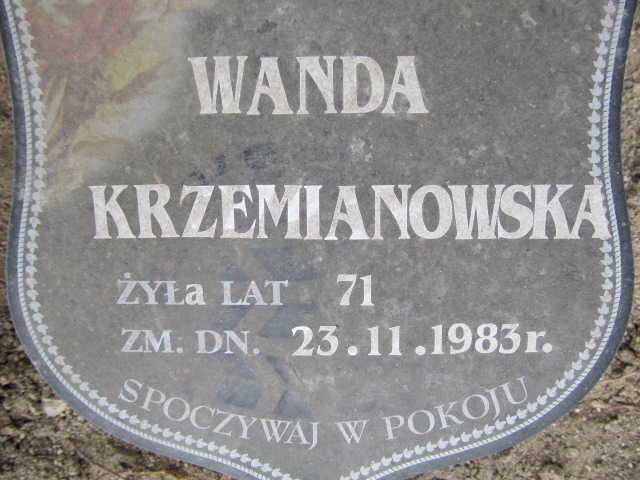 WANDA
KRZEMIANOWSKA
ŻYŁa LAT 71
ZM. DN. 23.11.1983r.
SPOCZYWAJ W POKOJU